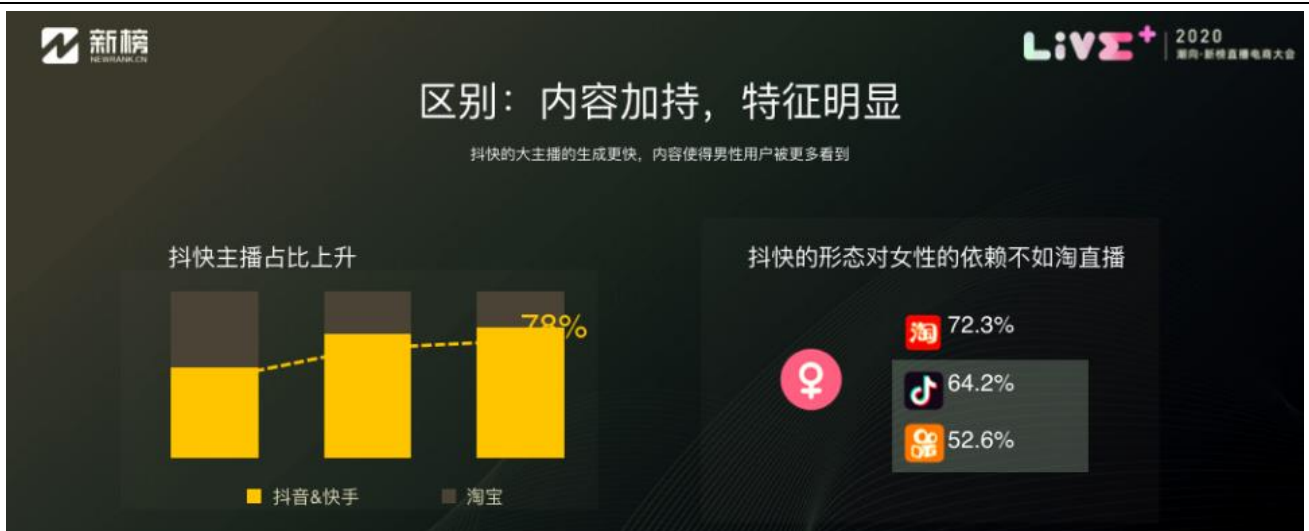 新榜
NEWRANK.CN
LiVE+
2020
潮向·新榜直播电商大会
区别：内容加持，特征明显
抖快的大主播的生成更快，内容使得男性用户被更多看到
抖快主播占比上升
78%
抖音&快手
淘宝
抖快的形态对女性的依赖不如淘直播
淘
72.3%
64.2%
52.6%